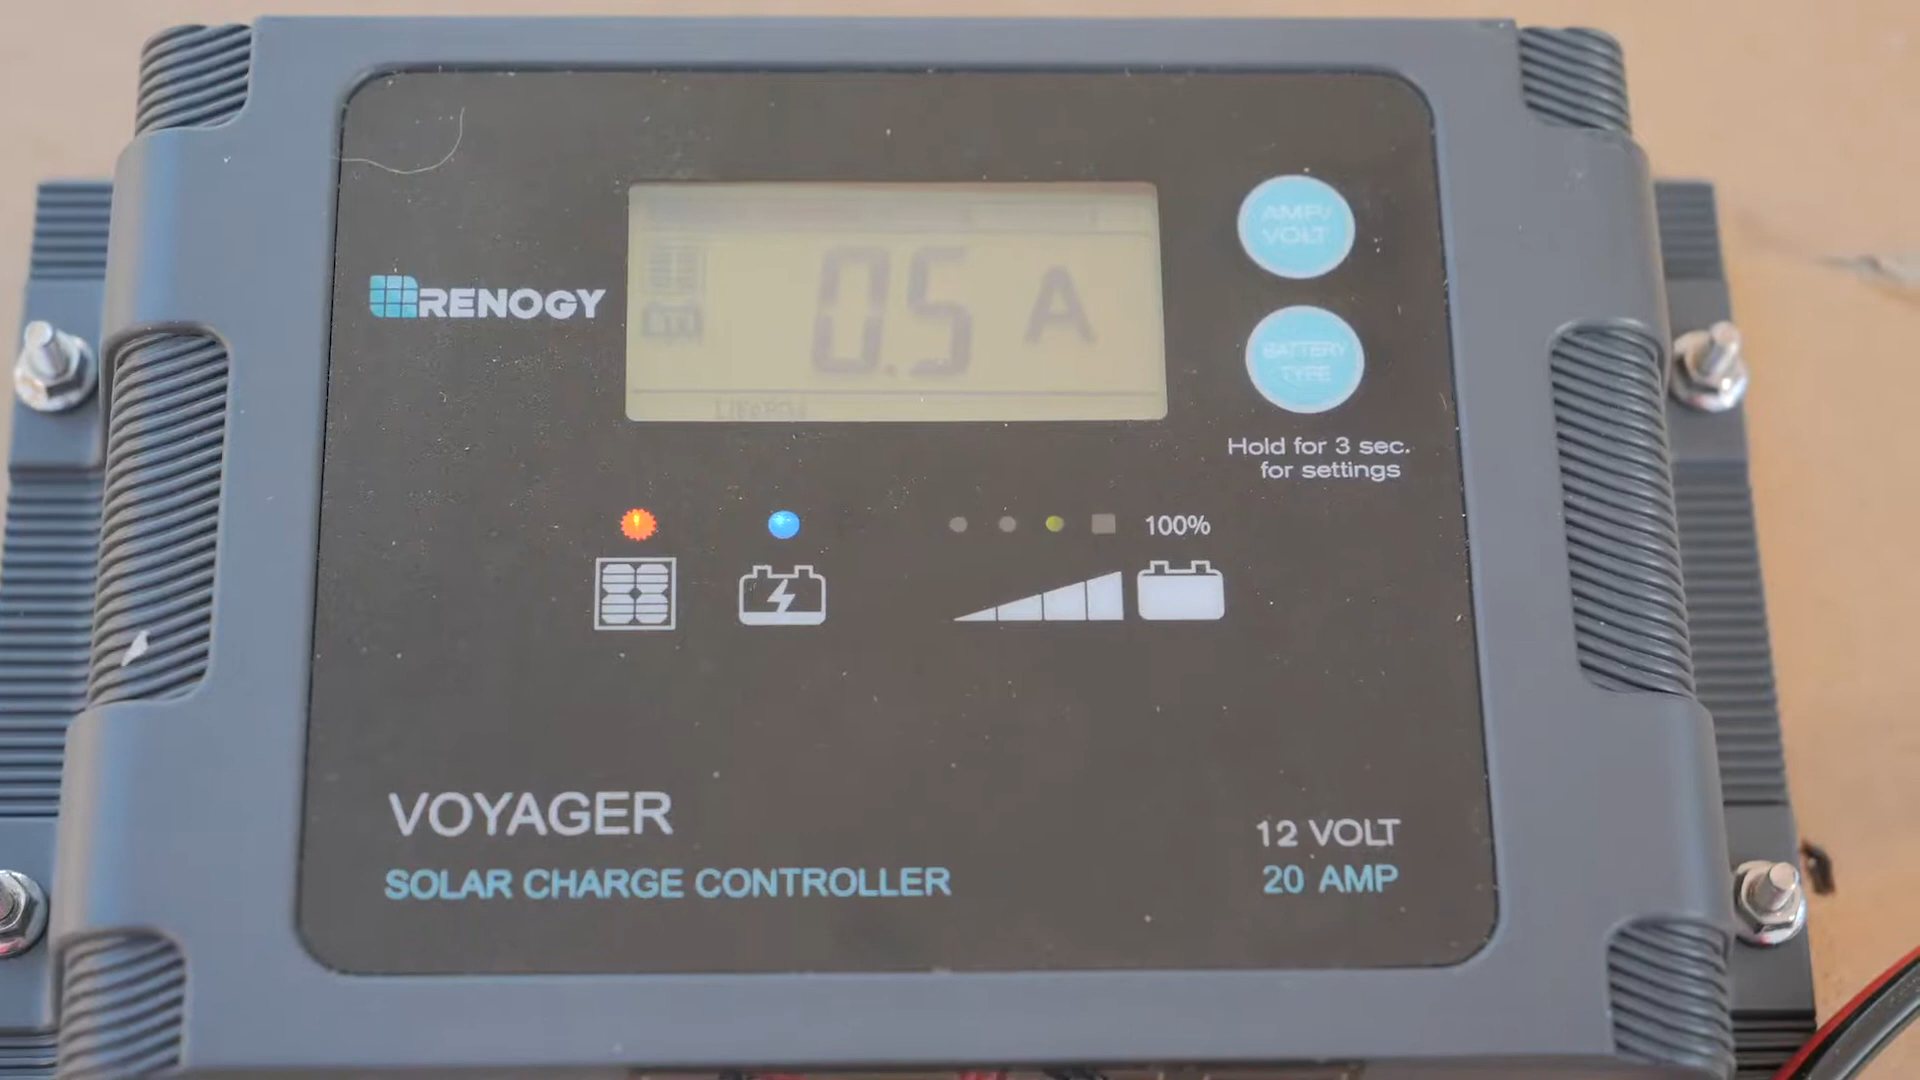 AMP/
VOLT
RENOGY
0.5 A
BATTERY
TYPE
LiFePO4
Hold for 3 sec.
for settings
100%
VOYAGER
12 VOLT
SOLAR CHARGE CONTROLLER
20 AMP